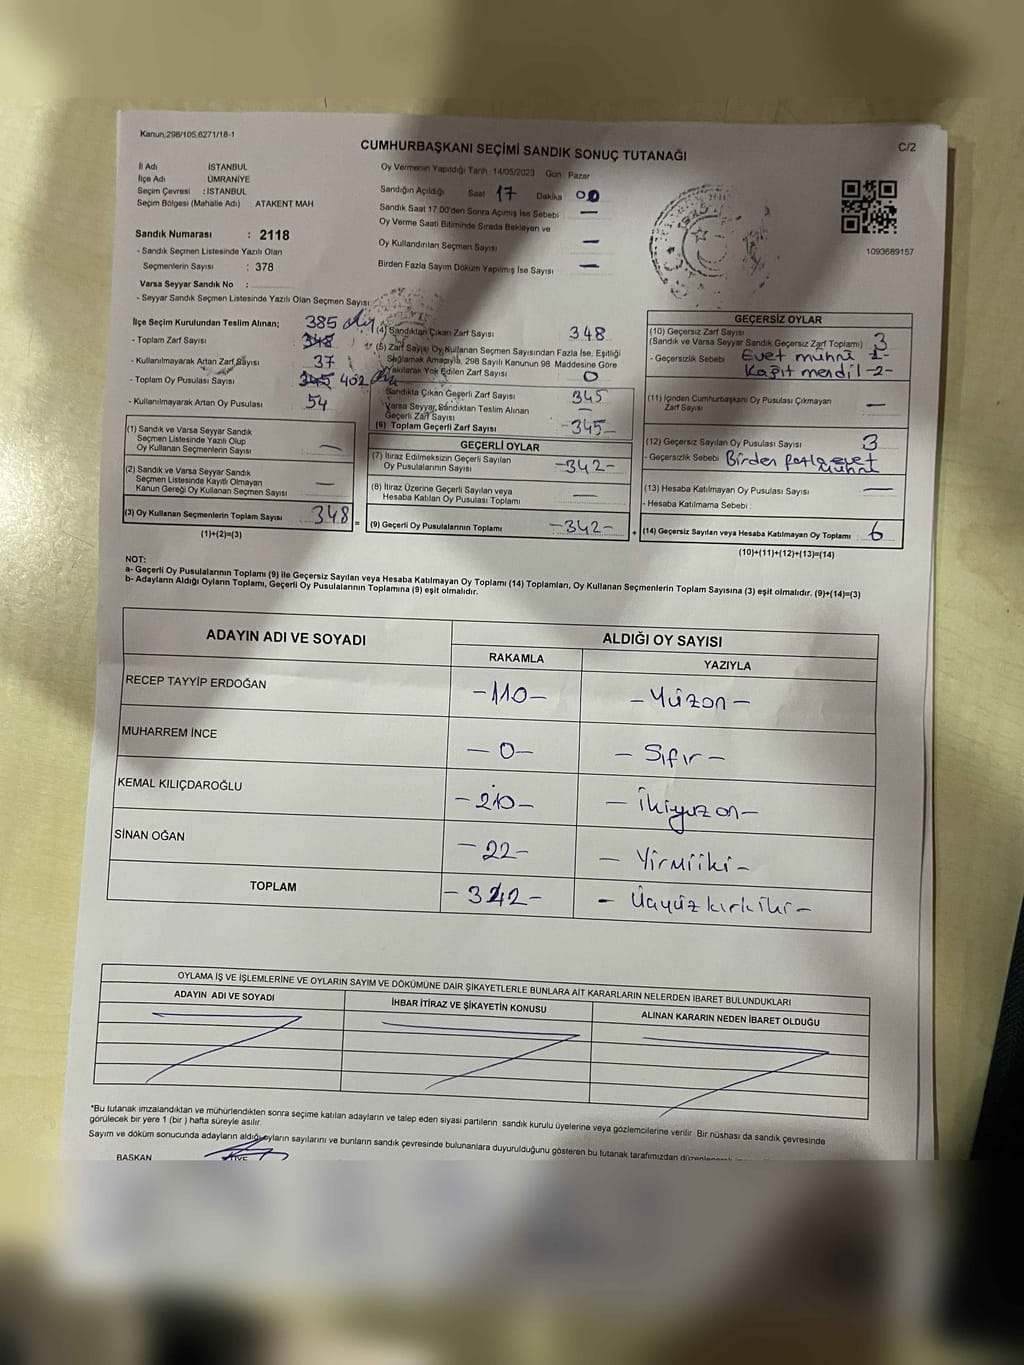 Kanun:298/105.6271/18-1
CUMHURBAŞKANI SEÇİMİ SANDIK SONUÇ TUTANAĞI
C/2
İl Adı İSTANBUL
İlçe Adı ÜMRANİYE
Seçim Çevresi : İSTANBUL
Seçim Bölgesi (Mahalle Adı) : ATAKENT MAH
Sandık Numarası : 2118
- Sandık Seçmen Listesinde Yazılı Olan
Seçmenlerin Sayısı : 378
Varsa Seyyar Sandık No :
- Seyyar Sandık Seçmen Listesinde Yazılı Olan Seçmen Sayısı:
Oy Vermenin Yapıldığı Tarih 14/05/2023 Gün Pazar
Sandığın Açıldığı Saat 17 Dakika 00
Sandık Saat 17.00'den Sonra Açılmış İse Sebebi —
Oy Verme Saati Bitiminde Sırada Bekleyen ve
Oy Kullandırılan Seçmen Sayısı —
Birden Fazla Sayım Döküm Yapılmış İse Sayısı —
1093689157
İlçe Seçim Kurulundan Teslim Alınan; 385
- Toplam Zarf Sayısı 348
- Kullanılmayarak Artan Zarf Sayısı 37
- Toplam Oy Pusulası Sayısı 345 402
- Kullanılmayarak Artan Oy Pusulası 54
(1) Sandık ve Varsa Seyyar Sandık
Seçmen Listesinde Yazılı Olup
Oy Kullanan Seçmenlerin Sayısı —
(2) Sandık ve Varsa Seyyar Sandık
Seçmen Listesinde Kayıtlı Olmayan
Kanun Gereği Oy Kullanan Seçmen Sayısı —
(3) Oy Kullanan Seçmenlerin Toplam Sayısı 348 =
(1)+(2)=(3)
(4) Sandıktan Çıkan Zarf Sayısı 348
(5) Zarf Sayısı Oy Kullanan Seçmen Sayısından Fazla İse, Eşitliği
Sağlamak Amacıyla, 298 Sayılı Kanunun 98. Maddesine Göre
Yakılarak Yok Edilen Zarf Sayısı 0
Sandıkta Çıkan Geçerli Zarf Sayısı 345
Varsa Seyyar Sandıktan Teslim Alınan
Geçerli Zarf Sayısı —
(6) Toplam Geçerli Zarf Sayısı -345-
GEÇERLİ OYLAR
(7) İtiraz Edilmeksizin Geçerli Sayılan
Oy Pusulalarının Sayısı -342-
(8) İtiraz Üzerine Geçerli Sayılan veya
Hesaba Katılan Oy Pusulası Toplamı —
(9) Geçerli Oy Pusulalarının Toplamı -342- +
GEÇERSİZ OYLAR
(10) Geçersiz Zarf Sayısı
(Sandık ve Varsa Seyyar Sandık Geçersiz Zarf Toplamı) 3
- Geçersizlik Sebebi Evet mührü -1-
Kağıt mendil -2-
(11) İçinden Cumhurbaşkanı Oy Pusulası Çıkmayan
Zarf Sayısı —
(12) Geçersiz Sayılan Oy Pusulası Sayısı 3
- Geçersizlik Sebebi Birden fazla evet
mührü
(13) Hesaba Katılmayan Oy Pusulası Sayısı —
- Hesaba Katılmama Sebebi :
(14) Geçersiz Sayılan veya Hesaba Katılmayan Oy Toplamı 6
(10)+(11)+(12)+(13)=(14)
NOT:
a- Geçerli Oy Pusulalarının Toplamı (9) ile Geçersiz Sayılan veya Hesaba Katılmayan Oy Toplamı (14) Toplamları, Oy Kullanan Seçmenlerin Toplam Sayısına (3) eşit olmalıdır. (9)+(14)=(3)
b- Adayların Aldığı Oyların Toplamı, Geçerli Oy Pusulalarının Toplamına (9) eşit olmalıdır.
ADAYIN ADI VE SOYADI
ALDIĞI OY SAYISI
RAKAMLA YAZIYLA
RECEP TAYYİP ERDOĞAN -110- -Yüzon-
MUHARREM İNCE -0- -Sıfır-
KEMAL KILIÇDAROĞLU -210- -İkiyüzon-
SİNAN OĞAN -22- -Yirmiiki-
TOPLAM -342- -Üçyüzkırkiki-
OYLAMA İŞ VE İŞLEMLERİNE VE OYLARIN SAYIM VE DÖKÜMÜNE DAİR ŞİKAYETLERLE BUNLARA AİT KARARLARIN NELERDEN İBARET BULUNDUKLARI
ADAYIN ADI VE SOYADI İHBAR İTİRAZ VE ŞİKAYETİN KONUSU ALINAN KARARIN NEDEN İBARET OLDUĞU
*Bu tutanak imzalandıktan ve mühürlendikten sonra seçime katılan adayların ve talep eden siyasi partilerin sandık kurulu üyelerine veya gözlemcilerine verilir. Bir nüshası da sandık çevresinde
görülecek bir yere 1 (bir) hafta süreyle asılır.
Sayım ve döküm sonucunda adayların aldığı oyların sayılarını ve bunların sandık çevresinde bulunanlara duyurulduğunu gösteren bu tutanak tarafımızdan
BAŞKAN